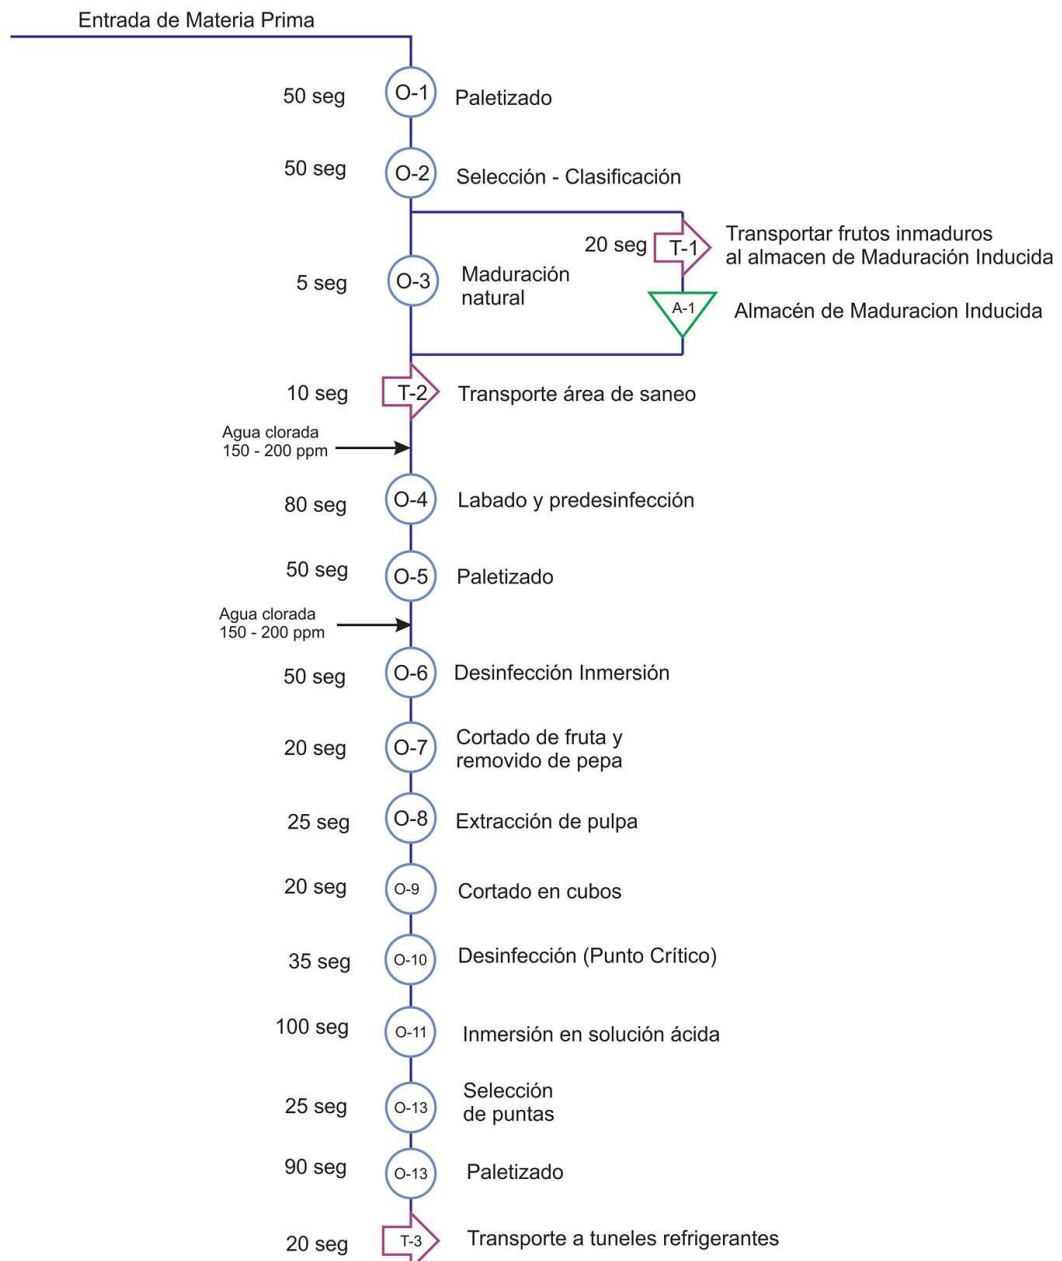 Entrada de Materia Prima
50 seg
O-1
Paletizado
50 seg
O-2
Selección - Clasificación
20 seg
T-1
Transportar frutos inmaduros
al almacen de Maduración Inducida
5 seg
O-3
Maduración
natural
A-1
Almacén de Maduracion Inducida
10 seg
T-2
Transporte área de saneo
Agua clorada
150 - 200 ppm
80 seg
O-4
Labado y predesinfección
50 seg
O-5
Paletizado
Agua clorada
150 - 200 ppm
50 seg
O-6
Desinfección Inmersión
20 seg
O-7
Cortado de fruta y
removido de pepa
25 seg
O-8
Extracción de pulpa
20 seg
O-9
Cortado en cubos
35 seg
O-10
Desinfección (Punto Crítico)
100 seg
O-11
Inmersión en solución ácida
25 seg
O-13
Selección
de puntas
90 seg
O-13
Paletizado
20 seg
T-3
Transporte a tuneles refrigerantes